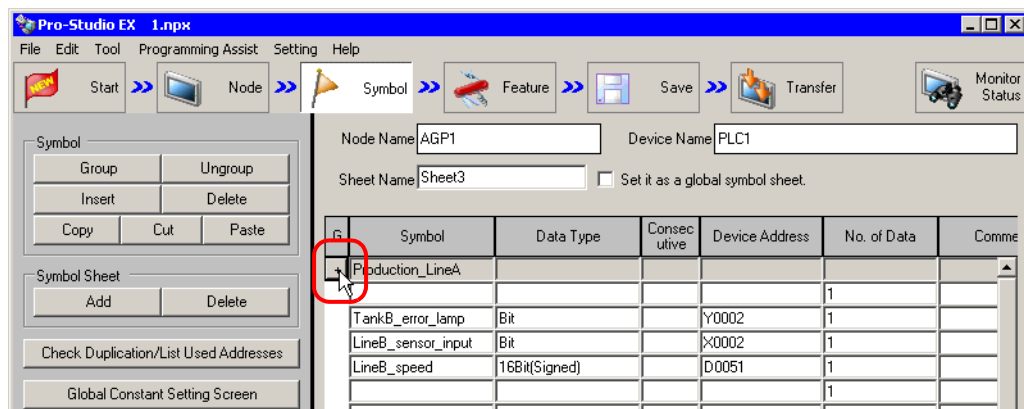 Pro-Studio EX 1.npx
File Edit Tool Programming Assist Setting Help
NEW Start Node Symbol Feature Save Transfer Monitor Status
Symbol
Group Ungroup
Insert Delete
Copy Cut Paste
Symbol Sheet
Add Delete
Check Duplication/List Used Addresses
Global Constant Setting Screen
Node Name AGP1 Device Name PLC1
Sheet Name Sheet3 Set it as a global symbol sheet.
G Symbol Data Type Consecutive Device Address No. of Data Comme
+ Production_LineA
1
TankB_error_lamp Bit Y0002 1
LineB_sensor_input Bit X0002 1
LineB_speed 16Bit(Signed) D0051 1
1